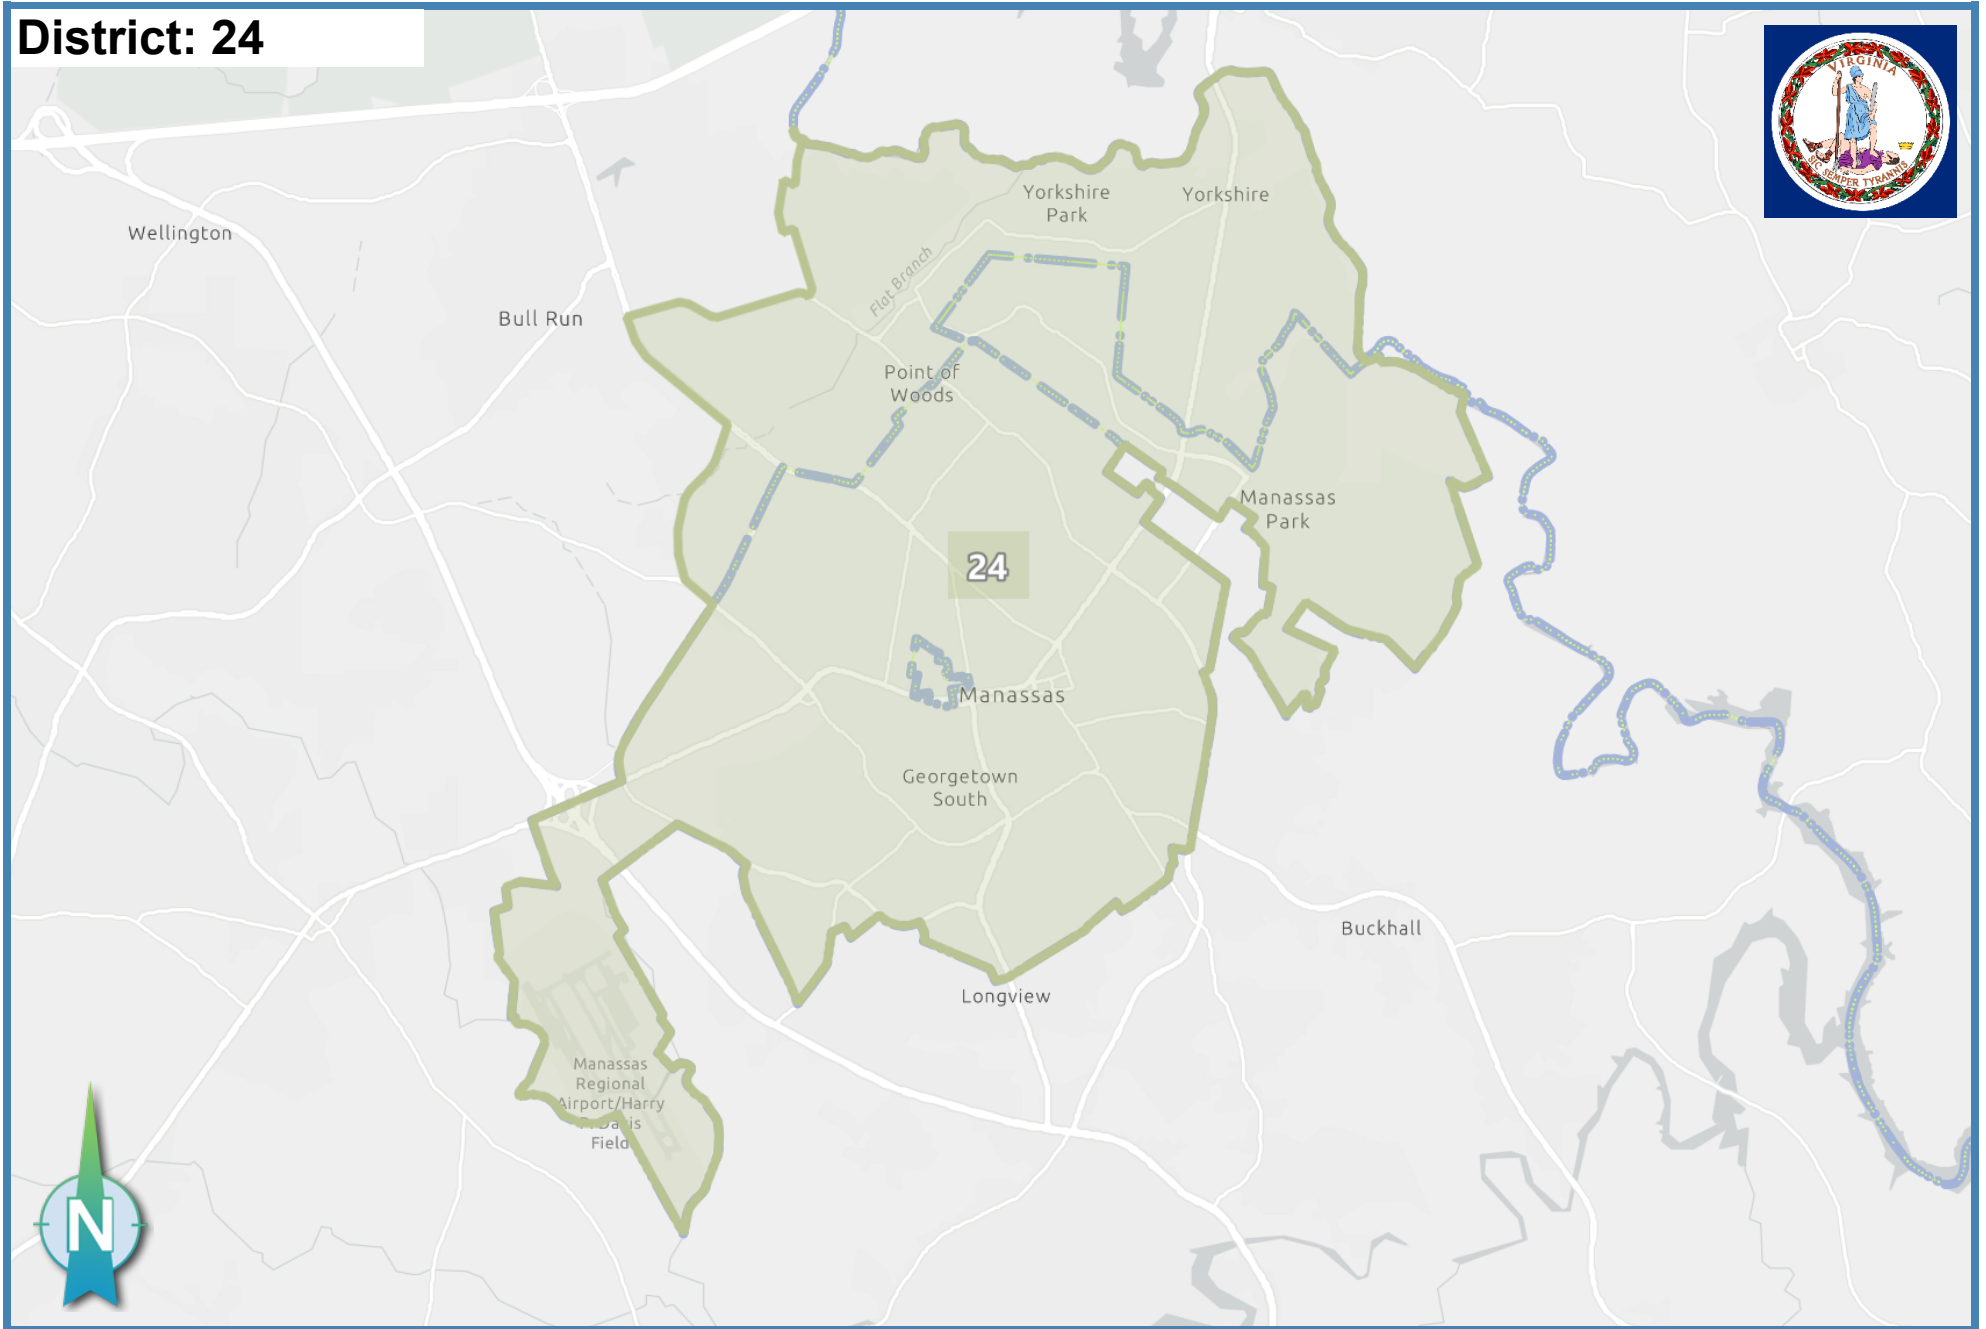 District: 24
VIRGINIA
SIC SEMPER TYRANNIS
Yorkshire
Park
Yorkshire
Wellington
Flat Branch
Bull Run
Point of
Woods
Manassas
Park
24
Manassas
Georgetown
South
Buckhall
Longview
Manassas
Regional
Airport/Harry
P. Davis
Field
N